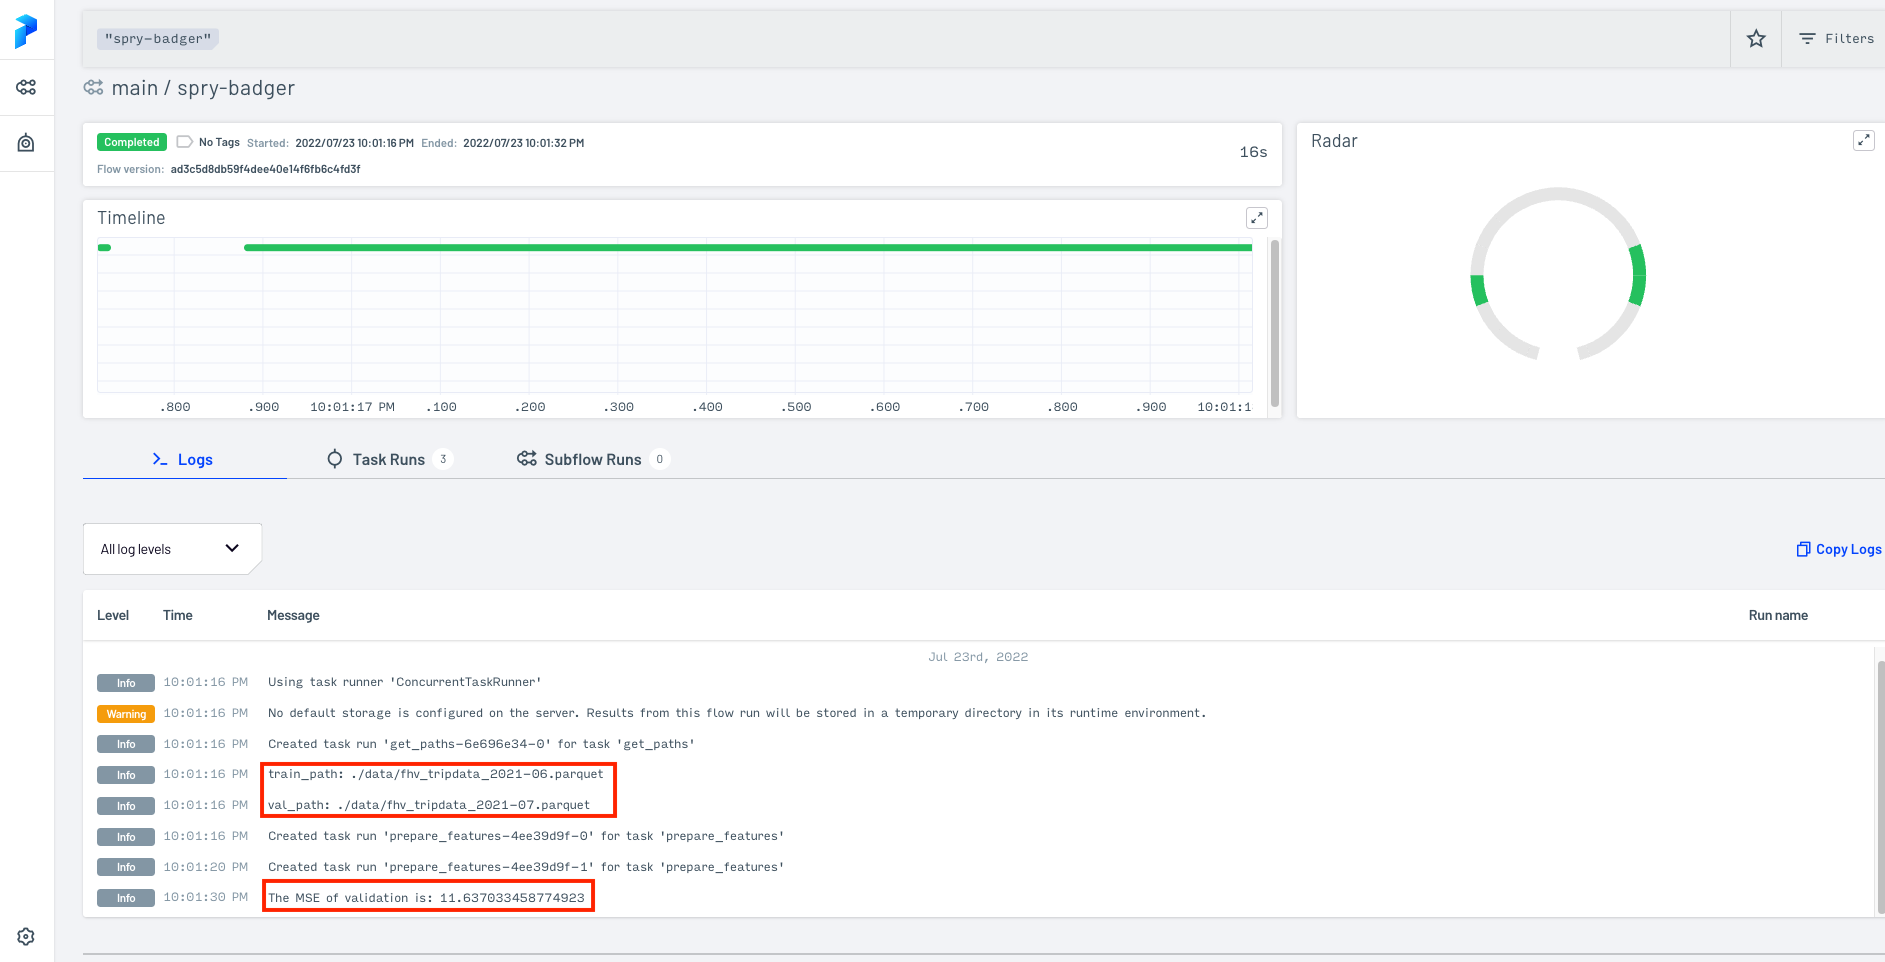 "spry-badger"
Filters
main / spry-badger
Completed No Tags Started: 2022/07/23 10:01:16 PM Ended: 2022/07/23 10:01:32 PM
16s
Flow version: ad3c5d8db59f4dee40e14f6fb6c4fd3f
Radar
Timeline
.800 .900 10:01:17 PM .100 .200 .300 .400 .500 .600 .700 .800 .900 10:01:1
Logs Task Runs 3 Subflow Runs 0
All log levels
Copy Logs
Level Time Message Run name
Jul 23rd, 2022
Info 10:01:16 PM Using task runner 'ConcurrentTaskRunner'
Warning 10:01:16 PM No default storage is configured on the server. Results from this flow run will be stored in a temporary directory in its runtime environment.
Info 10:01:16 PM Created task run 'get_paths-6e696e34-0' for task 'get_paths'
Info 10:01:16 PM train_path: ./data/fhv_tripdata_2021-06.parquet
Info 10:01:16 PM val_path: ./data/fhv_tripdata_2021-07.parquet
Info 10:01:16 PM Created task run 'prepare_features-4ee39d9f-0' for task 'prepare_features'
Info 10:01:20 PM Created task run 'prepare_features-4ee39d9f-1' for task 'prepare_features'
Info 10:01:30 PM The MSE of validation is: 11.637033458774923